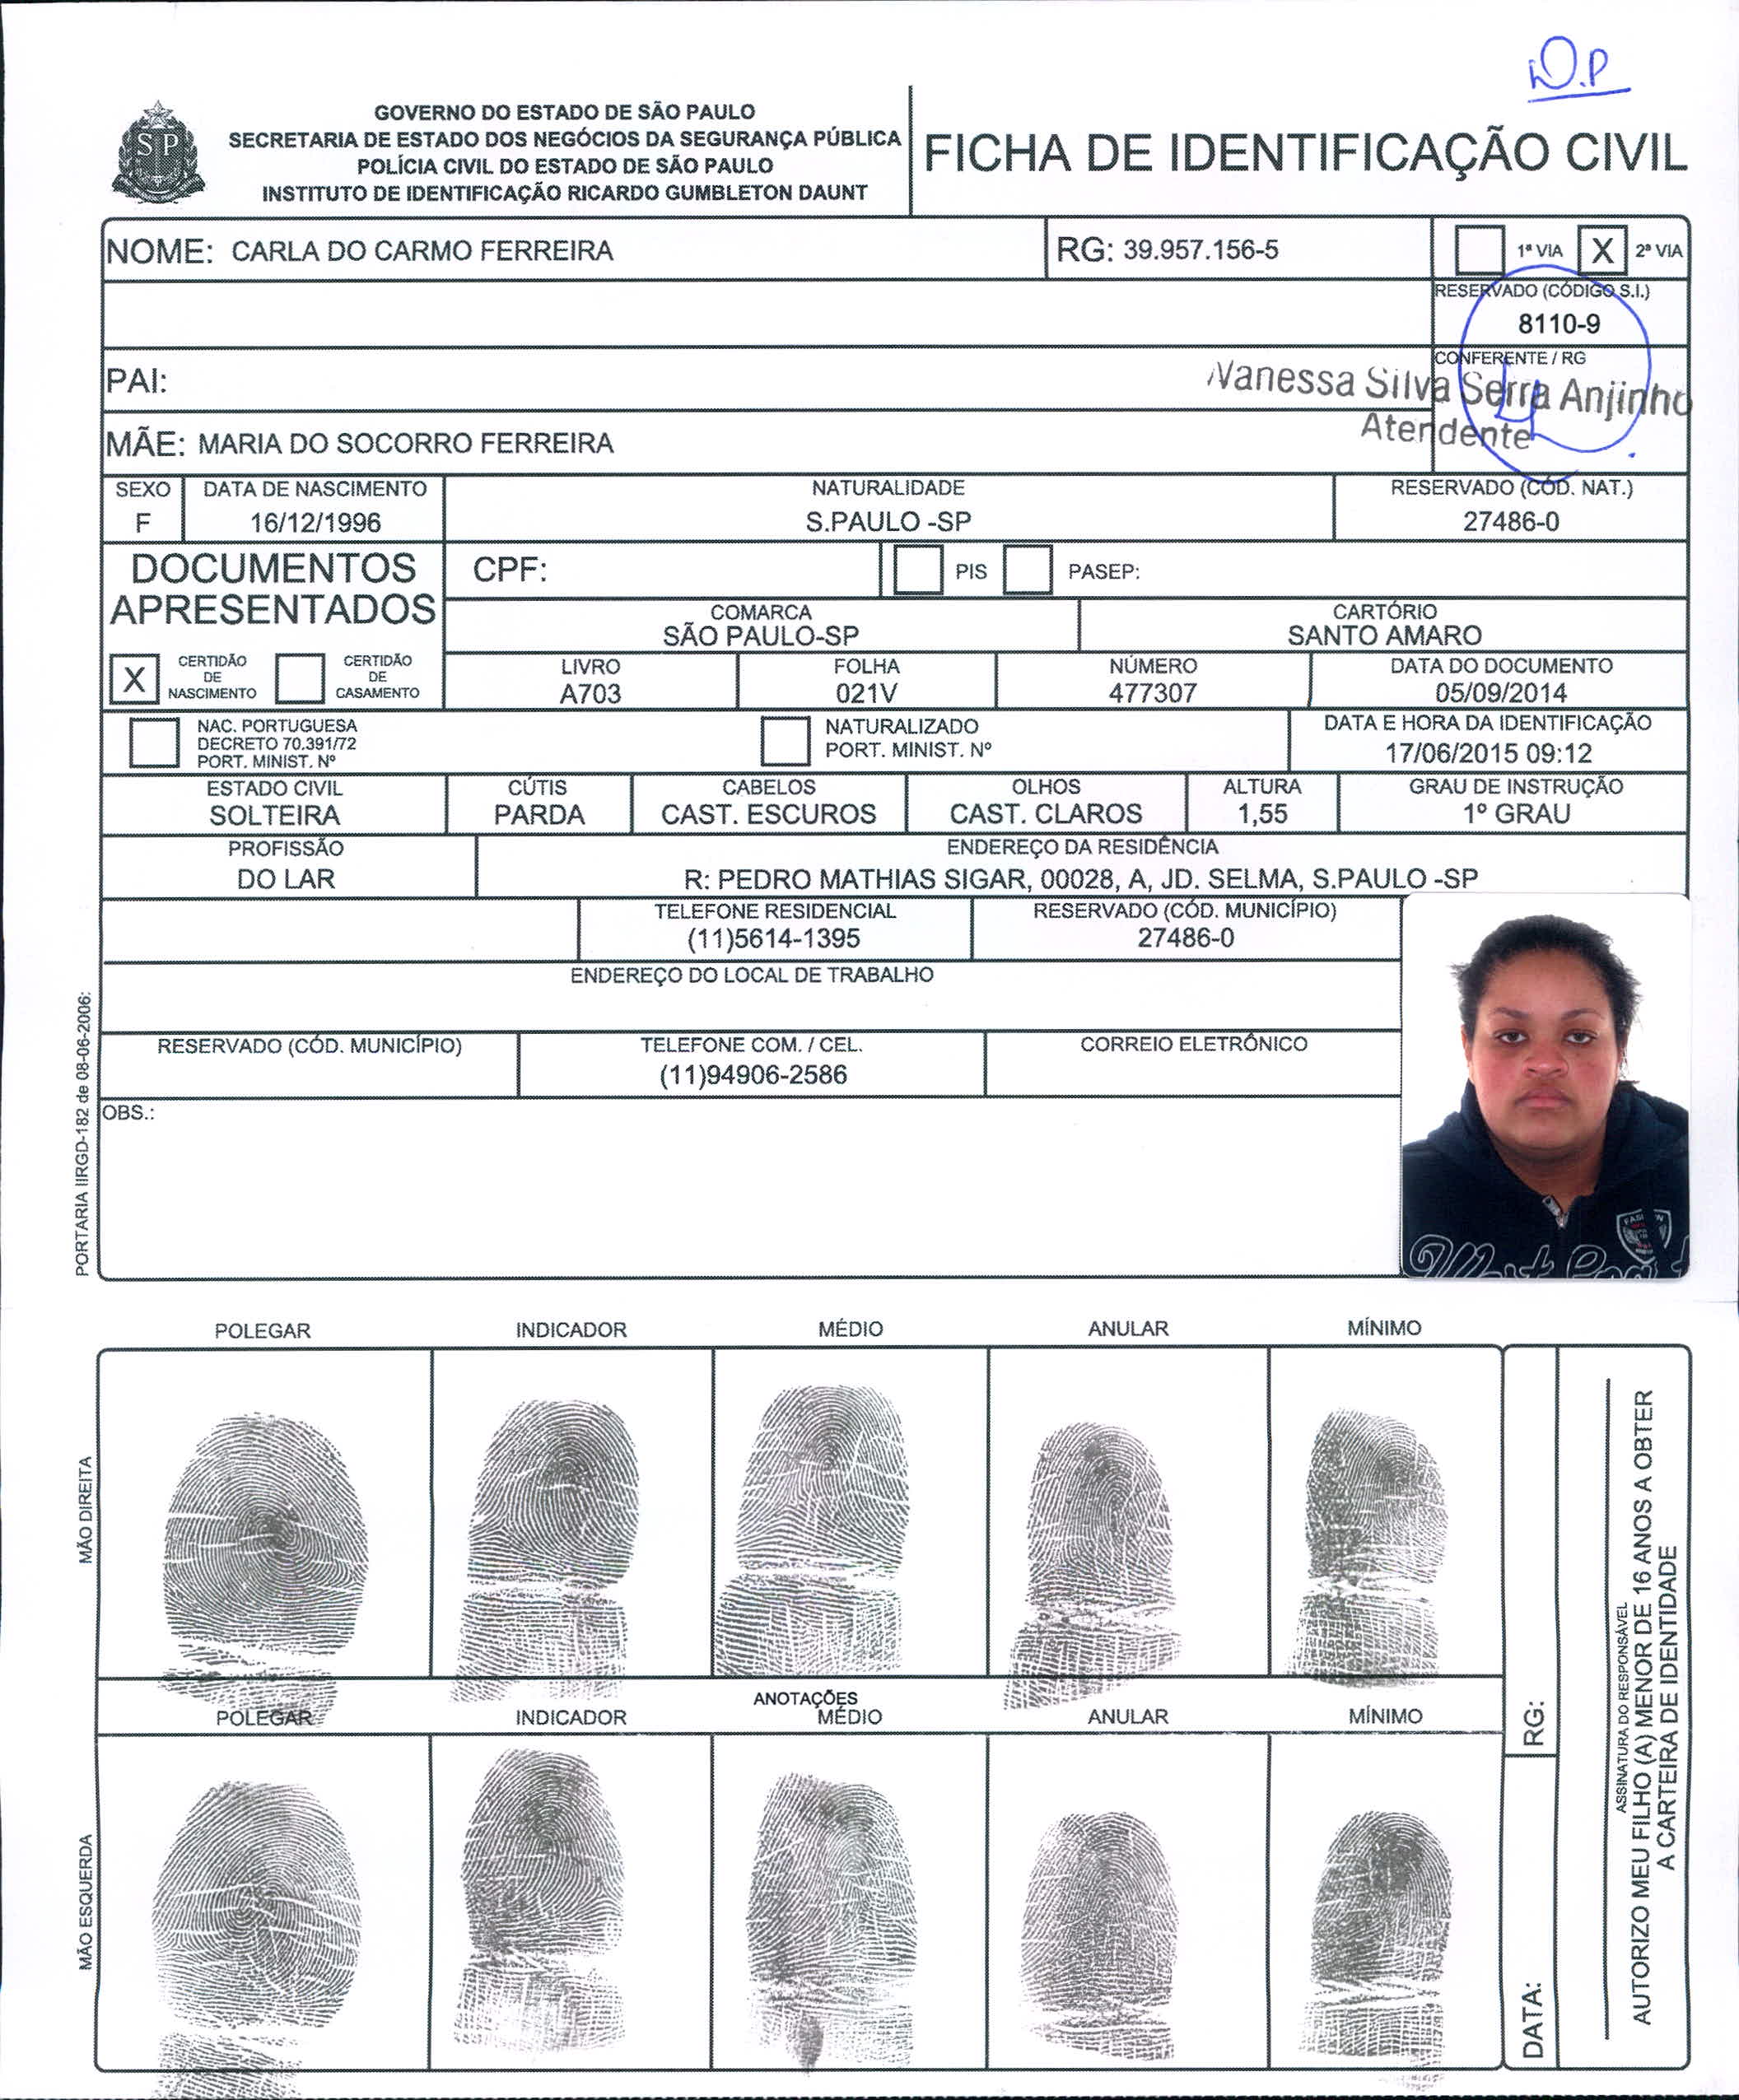 D.P
GOVERNO DO ESTADO DE SÃO PAULO
SECRETARIA DE ESTADO DOS NEGÓCIOS DA SEGURANÇA PÚBLICA
POLÍCIA CIVIL DO ESTADO DE SÃO PAULO
INSTITUTO DE IDENTIFICAÇÃO RICARDO GUMBLETON DAUNT
SP
FICHA DE IDENTIFICAÇÃO CIVIL
NOME: CARLA DO CARMO FERREIRA
RG: 39.957.156-5
1ª VIA X 2ª VIA
RESERVADO (CÓDIGO S.I.)
8110-9
PAI:
CONFERENTE / RG
Vanessa Silva Serra Anjinho
Atendente
MÃE: MARIA DO SOCORRO FERREIRA
SEXO
F
DATA DE NASCIMENTO
16/12/1996
NATURALIDADE
S.PAULO -SP
RESERVADO (CÓD. NAT.)
27486-0
DOCUMENTOS
APRESENTADOS
X CERTIDÃO
DE
NASCIMENTO
CERTIDÃO
DE
CASAMENTO
CPF:
PIS
PASEP:
COMARCA
SÃO PAULO-SP
CARTÓRIO
SANTO AMARO
LIVRO
A703
FOLHA
021V
NÚMERO
477307
DATA DO DOCUMENTO
05/09/2014
NAC. PORTUGUESA
DECRETO 70.391/72
PORT. MINIST. Nº
NATURALIZADO
PORT. MINIST. Nº
DATA E HORA DA IDENTIFICAÇÃO
17/06/2015 09:12
ESTADO CIVIL
SOLTEIRA
CÚTIS
PARDA
CABELOS
CAST. ESCUROS
OLHOS
CAST. CLAROS
ALTURA
1,55
GRAU DE INSTRUÇÃO
1º GRAU
PROFISSÃO
DO LAR
ENDEREÇO DA RESIDÊNCIA
R: PEDRO MATHIAS SIGAR, 00028, A, JD. SELMA, S.PAULO -SP
TELEFONE RESIDENCIAL
(11)5614-1395
RESERVADO (CÓD. MUNICÍPIO)
27486-0
ENDEREÇO DO LOCAL DE TRABALHO
RESERVADO (CÓD. MUNICÍPIO)
TELEFONE COM. / CEL.
(11)94906-2586
CORREIO ELETRÔNICO
OBS.:
PORTARIA IIRGD-182 de 08-06-2006:
POLEGAR INDICADOR MÉDIO ANULAR MÍNIMO
MÃO DIREITA
ANOTAÇÕES
POLEGAR INDICADOR MÉDIO ANULAR MÍNIMO
MÃO ESQUERDA
RG:
DATA:
ASSINATURA DO RESPONSÁVEL
AUTORIZO MEU FILHO (A) MENOR DE 16 ANOS A OBTER
A CARTEIRA DE IDENTIDADE